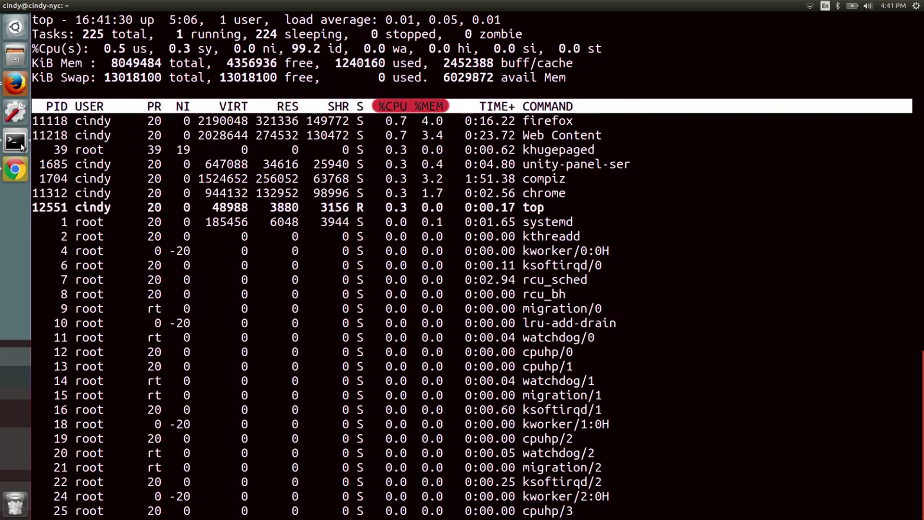 cindy@cindy-nyc: ~
En
4:41 PM
top - 16:41:30 up 5:06, 1 user, load average: 0.01, 0.05, 0.01
Tasks: 225 total, 1 running, 224 sleeping, 0 stopped, 0 zombie
%Cpu(s): 0.5 us, 0.3 sy, 0.0 ni, 99.2 id, 0.0 wa, 0.0 hi, 0.0 si, 0.0 st
KiB Mem : 8049484 total, 4356936 free, 1240160 used, 2452388 buff/cache
KiB Swap: 13018100 total, 13018100 free, 0 used. 6029872 avail Mem
PID USER PR NI VIRT RES SHR S %CPU %MEM TIME+ COMMAND
11118 cindy 20 0 2190048 321336 149772 S 0.7 4.0 0:16.22 firefox
11218 cindy 20 0 2028644 274532 130472 S 0.7 3.4 0:23.72 Web Content
39 root 39 19 0 0 0 S 0.3 0.0 0:00.12 khugepaged
1685 cindy 20 0 647088 34616 25940 S 0.3 0.4 0:04.80 unity-panel-ser
1704 cindy 20 0 1524652 256052 63768 S 0.3 3.2 1:51.38 compiz
11312 cindy 20 0 944132 132952 98996 S 0.3 1.7 0:02.56 chrome
12551 cindy 20 0 48988 3880 3156 R 0.3 0.0 0:00.17 top
1 root 20 0 185456 6048 3944 S 0.0 0.1 0:01.65 systemd
2 root 20 0 0 0 0 S 0.0 0.0 0:00.00 kthreadd
4 root 0 -20 0 0 0 S 0.0 0.0 0:00.00 kworker/0:0H
6 root 20 0 0 0 0 S 0.0 0.0 0:00.11 ksoftirqd/0
7 root 20 0 0 0 0 S 0.0 0.0 0:02.94 rcu_sched
8 root 20 0 0 0 0 S 0.0 0.0 0:00.00 rcu_bh
9 root rt 0 0 0 0 S 0.0 0.0 0:00.00 migration/0
10 root 0 -20 0 0 0 S 0.0 0.0 0:00.00 lru-add-drain
11 root rt 0 0 0 0 S 0.0 0.0 0:00.04 watchdog/0
12 root 20 0 0 0 0 S 0.0 0.0 0:00.00 cpuhp/0
13 root 20 0 0 0 0 S 0.0 0.0 0:00.00 cpuhp/1
14 root rt 0 0 0 0 S 0.0 0.0 0:00.04 watchdog/1
15 root rt 0 0 0 0 S 0.0 0.0 0:00.00 migration/1
16 root 20 0 0 0 0 S 0.0 0.0 0:00.60 ksoftirqd/1
18 root 0 -20 0 0 0 S 0.0 0.0 0:00.00 kworker/1:0H
19 root 20 0 0 0 0 S 0.0 0.0 0:00.00 cpuhp/2
20 root rt 0 0 0 0 S 0.0 0.0 0:00.05 watchdog/2
21 root rt 0 0 0 0 S 0.0 0.0 0:00.00 migration/2
22 root 20 0 0 0 0 S 0.0 0.0 0:00.25 ksoftirqd/2
24 root 0 -20 0 0 0 S 0.0 0.0 0:00.00 kworker/2:0H
25 root 20 0 0 0 0 S 0.0 0.0 0:00.00 cpuhp/3